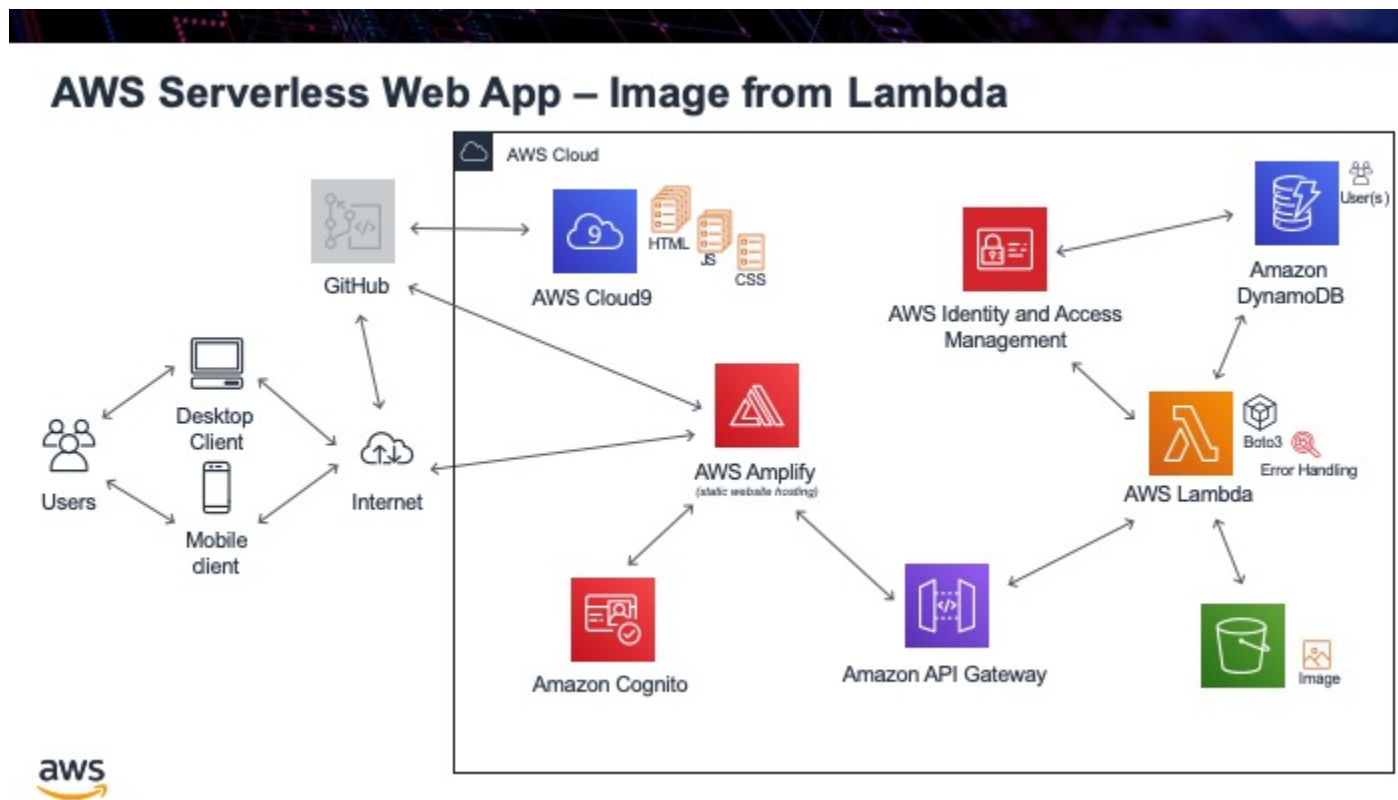 AWS Serverless Web App – Image from Lambda
AWS Cloud
User(s)
HTML
JS
CSS
GitHub
AWS Cloud9
Amazon
DynamoDB
AWS Identity and Access
Management
Desktop
Client
Boto3
Error Handling
Users
Internet
AWS Amplify
(static website hosting)
AWS Lambda
Mobile
client
Amazon Cognito
Amazon API Gateway
Image
9
aws